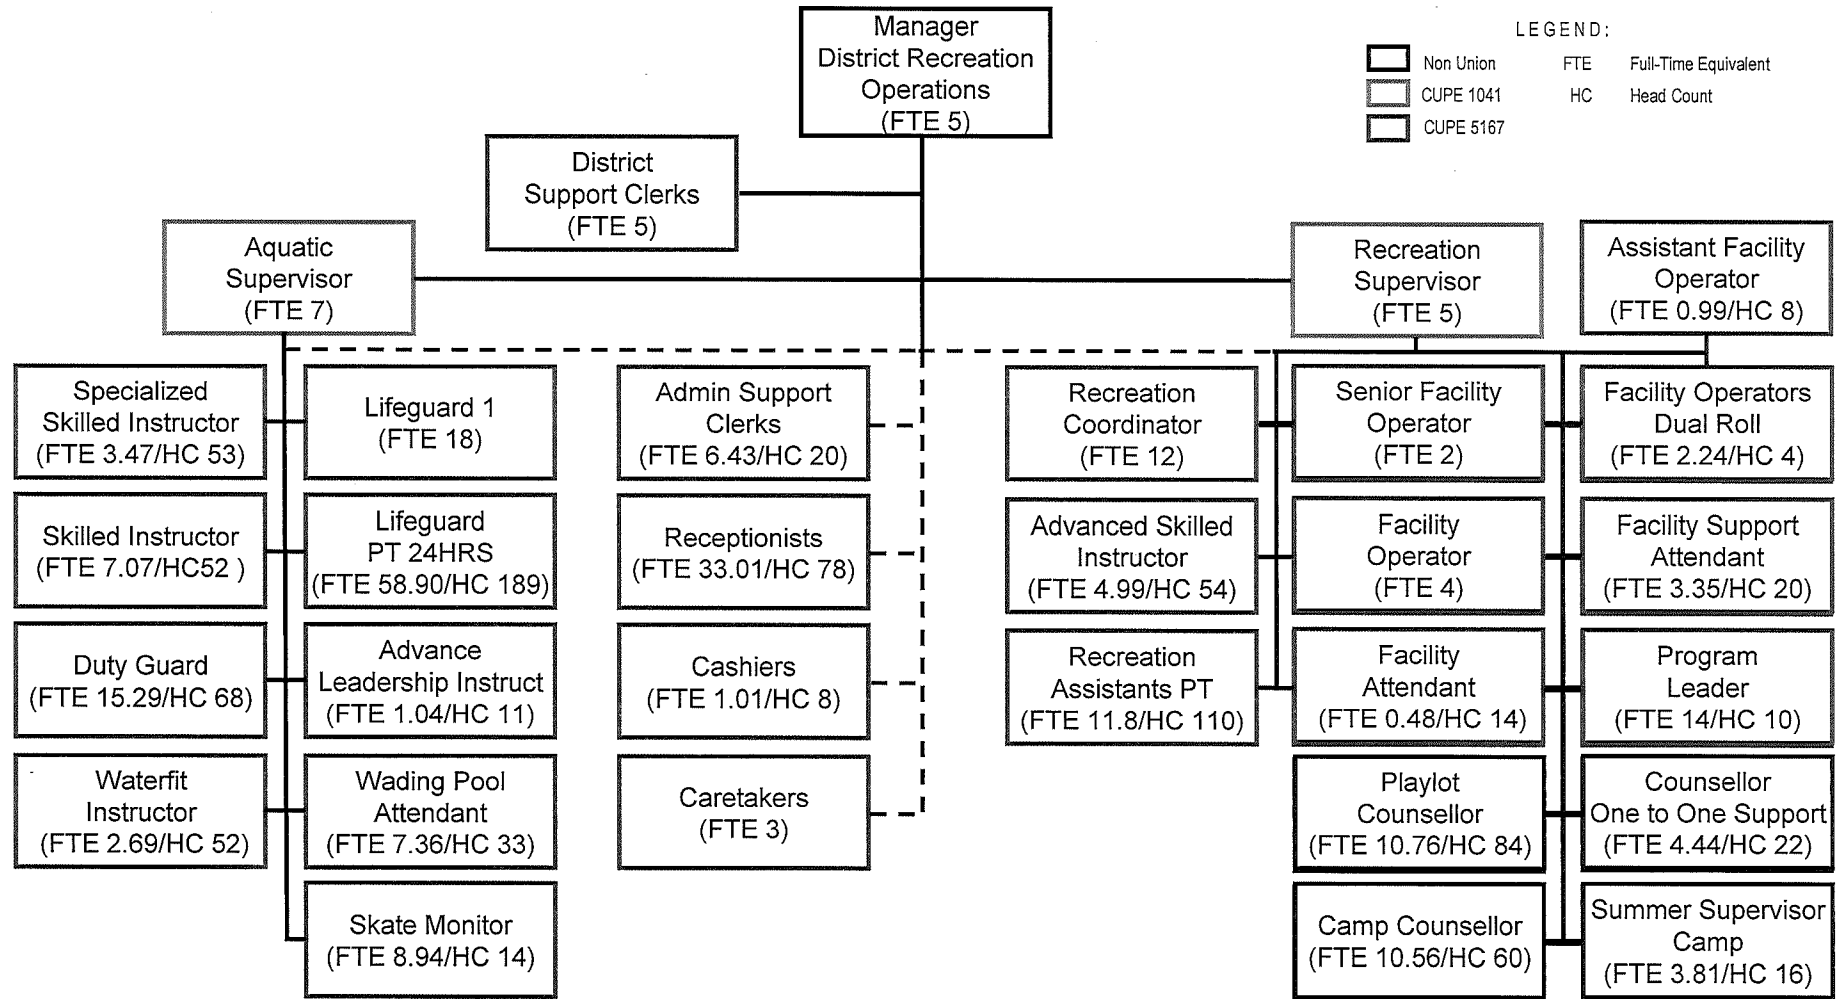 Manager
District Recreation
Operations
(FTE 5)
LEGEND:
Non Union
FTE
Full-Time Equivalent
CUPE 1041
HC
Head Count
CUPE 5167
District
Support Clerks
(FTE 5)
Aquatic
Supervisor
(FTE 7)
Recreation
Supervisor
(FTE 5)
Assistant Facility
Operator
(FTE 0.99/HC 8)
Specialized
Skilled Instructor
(FTE 3.47/HC 53)
Lifeguard 1
(FTE 18)
Admin Support
Clerks
(FTE 6.43/HC 20)
Recreation
Coordinator
(FTE 12)
Senior Facility
Operator
(FTE 2)
Facility Operators
Dual Roll
(FTE 2.24/HC 4)
Skilled Instructor
(FTE 7.07/HC52 )
Lifeguard
PT 24HRS
(FTE 58.90/HC 189)
Receptionists
(FTE 33.01/HC 78)
Advanced Skilled
Instructor
(FTE 4.99/HC 54)
Facility
Operator
(FTE 4)
Facility Support
Attendant
(FTE 3.35/HC 20)
Duty Guard
(FTE 15.29/HC 68)
Advance
Leadership Instruct
(FTE 1.04/HC 11)
Cashiers
(FTE 1.01/HC 8)
Recreation
Assistants PT
(FTE 11.8/HC 110)
Facility
Attendant
(FTE 0.48/HC 14)
Program
Leader
(FTE 14/HC 10)
Waterfit
Instructor
(FTE 2.69/HC 52)
Wading Pool
Attendant
(FTE 7.36/HC 33)
Caretakers
(FTE 3)
Playlot
Counsellor
(FTE 10.76/HC 84)
Counsellor
One to One Support
(FTE 4.44/HC 22)
Skate Monitor
(FTE 8.94/HC 14)
Camp Counsellor
(FTE 10.56/HC 60)
Summer Supervisor
Camp
(FTE 3.81/HC 16)